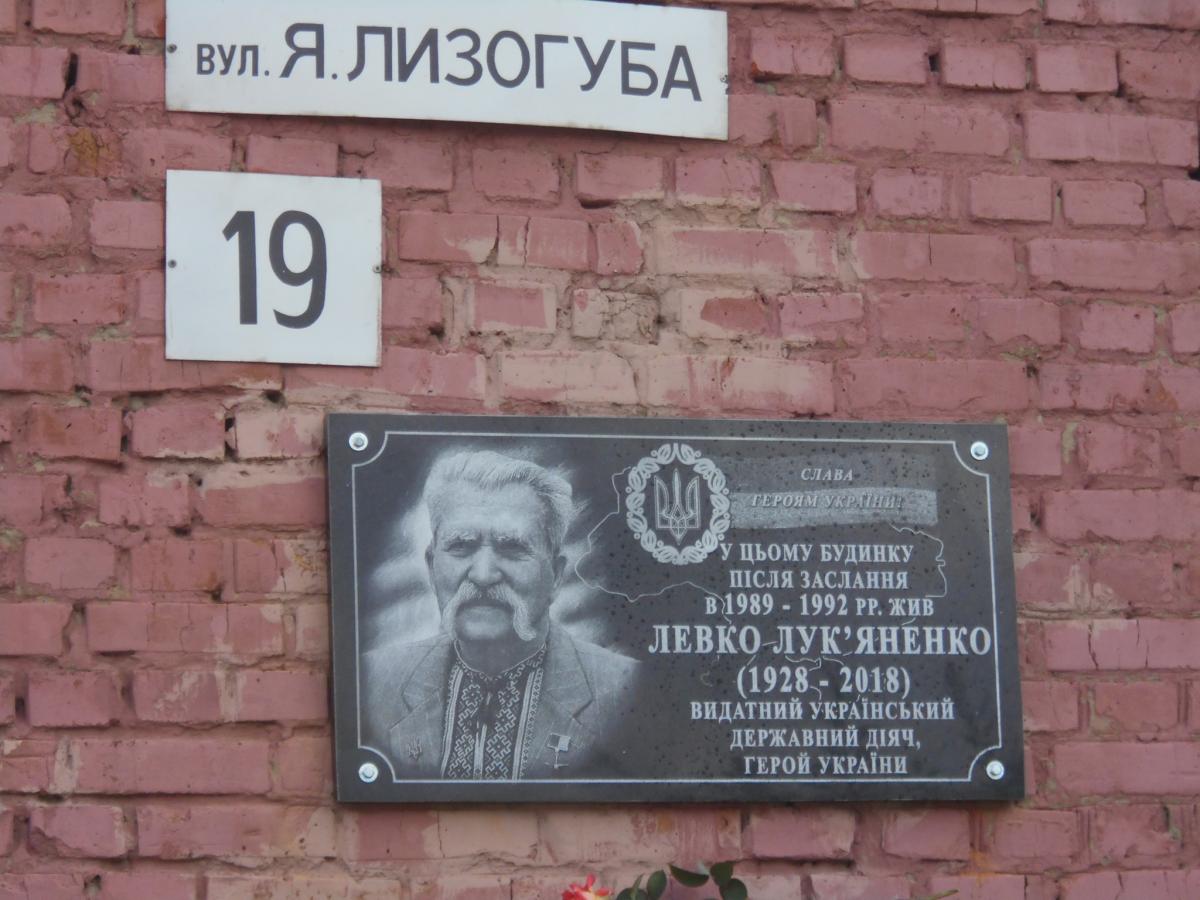 вул. Я. ЛИЗОГУБА
19
СЛАВА
ГЕРОЯМ УКРАЇНИ!
У ЦЬОМУ БУДИНКУ
ПІСЛЯ ЗАСЛАННЯ
в 1989 - 1992 РР. ЖИВ
ЛЕВКО ЛУК’ЯНЕНКО
(1928 - 2018)
ВИДАТНИЙ УКРАЇНСЬКИЙ
ДЕРЖАВНИЙ ДІЯЧ,
ГЕРОЙ УКРАЇНИ